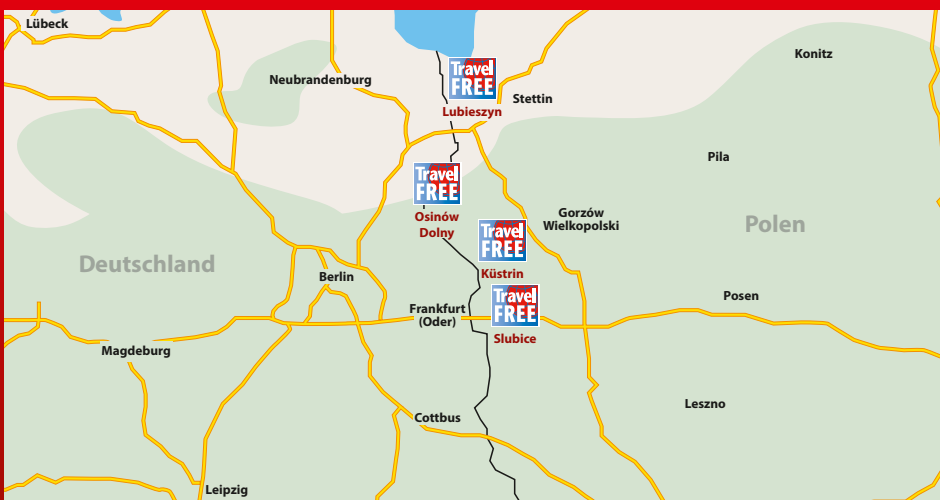 Lübeck
Konitz
Neubrandenburg
Travel
FREE
Stettin
Lubieszyn
Pila
Travel
FREE
Osinów
Dolny
Gorzów
Wielkopolski
Polen
Travel
FREE
Küstrin
Deutschland
Berlin
Travel
FREE
Posen
Frankfurt
(Oder)
Slubice
Magdeburg
Leszno
Cottbus
Leipzig